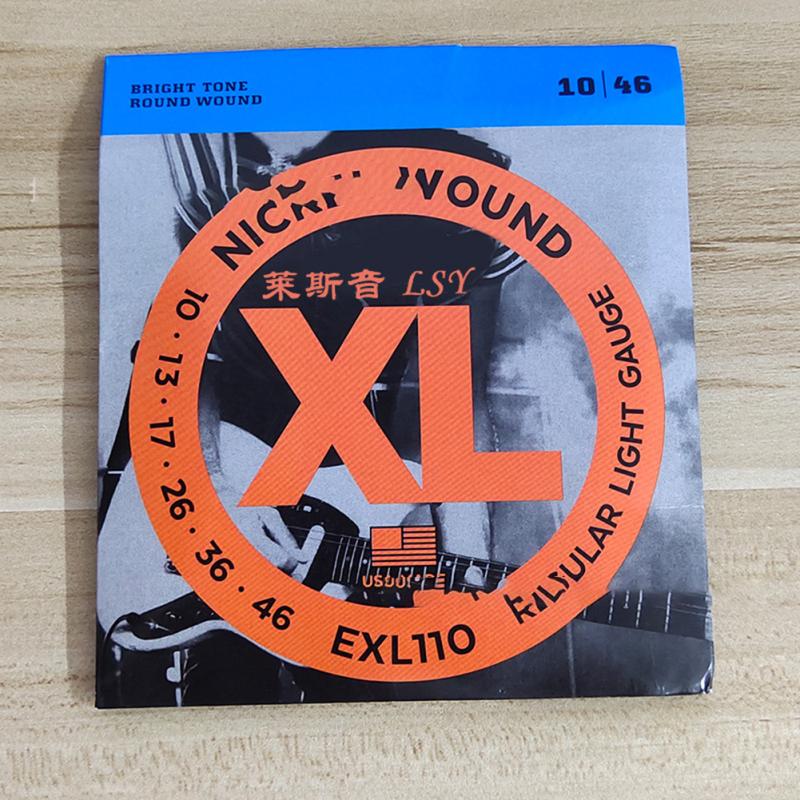 BRIGHT TONE
ROUND WOUND
10|46
WOUND
莱斯音 LSY
XL
10 · 13 · 17 · 26 · 36 · 46
EXL110
LIGHT GAUGE